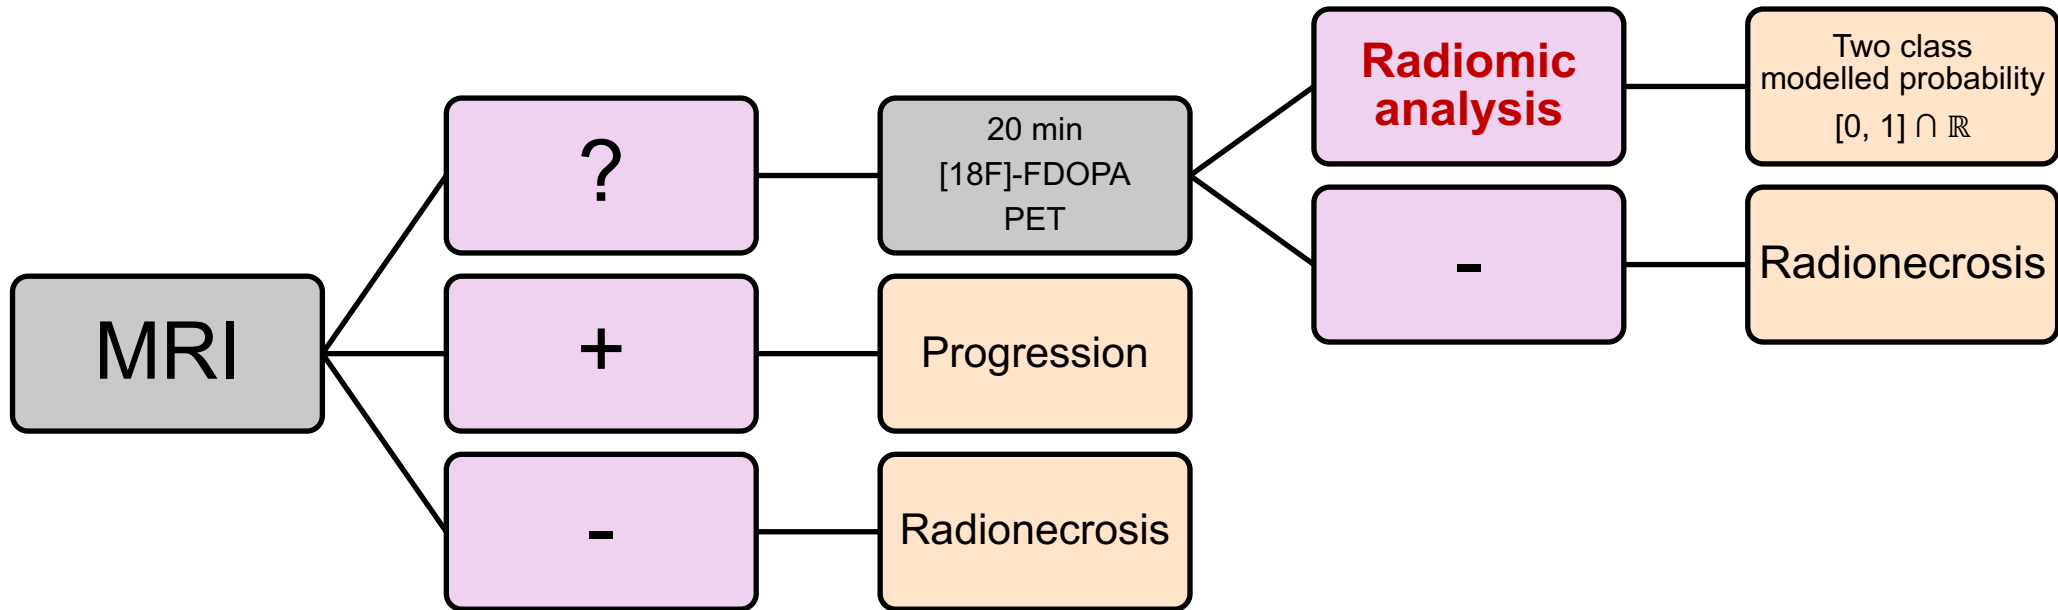 MRI
?
+
-
20 min
[18F]-FDOPA
PET
Progression
Radionecrosis
Radiomic
analysis
-
Two class
modelled probability
[0, 1] ∩ ℝ
Radionecrosis